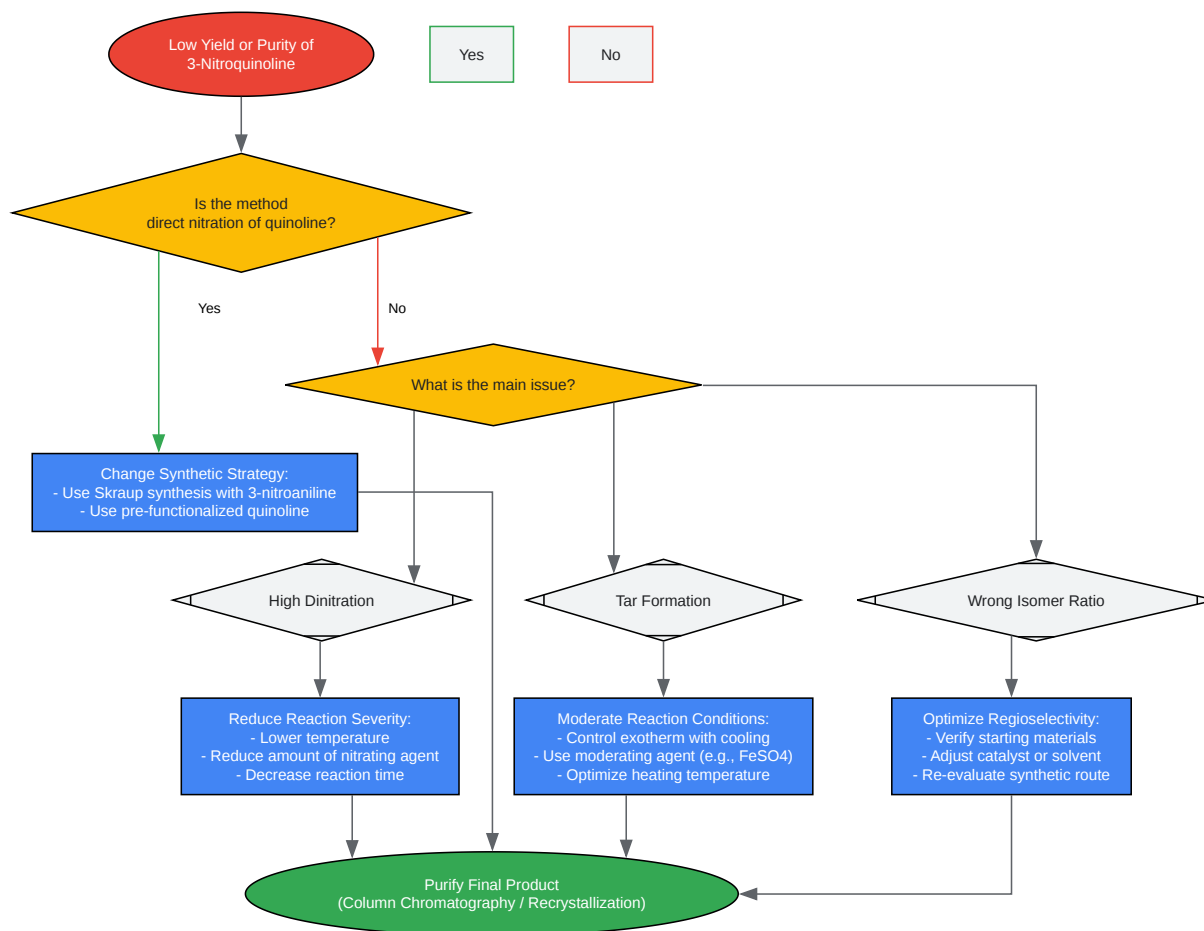 Low Yield or Purity of
3-Nitroquinoline
Yes
No
Is the method
direct nitration of quinoline?
Yes
No
What is the main issue?
Change Synthetic Strategy:
- Use Skraup synthesis with 3-nitroaniline
- Use pre-functionalized quinoline
High Dinitration
Tar Formation
Wrong Isomer Ratio
Reduce Reaction Severity:
- Lower temperature
- Reduce amount of nitrating agent
- Decrease reaction time
Moderate Reaction Conditions:
- Control exotherm with cooling
- Use moderating agent (e.g., FeSO4)
- Optimize heating temperature
Optimize Regioselectivity:
- Verify starting materials
- Adjust catalyst or solvent
- Re-evaluate synthetic route
Purify Final Product
(Column Chromatography / Recrystallization)